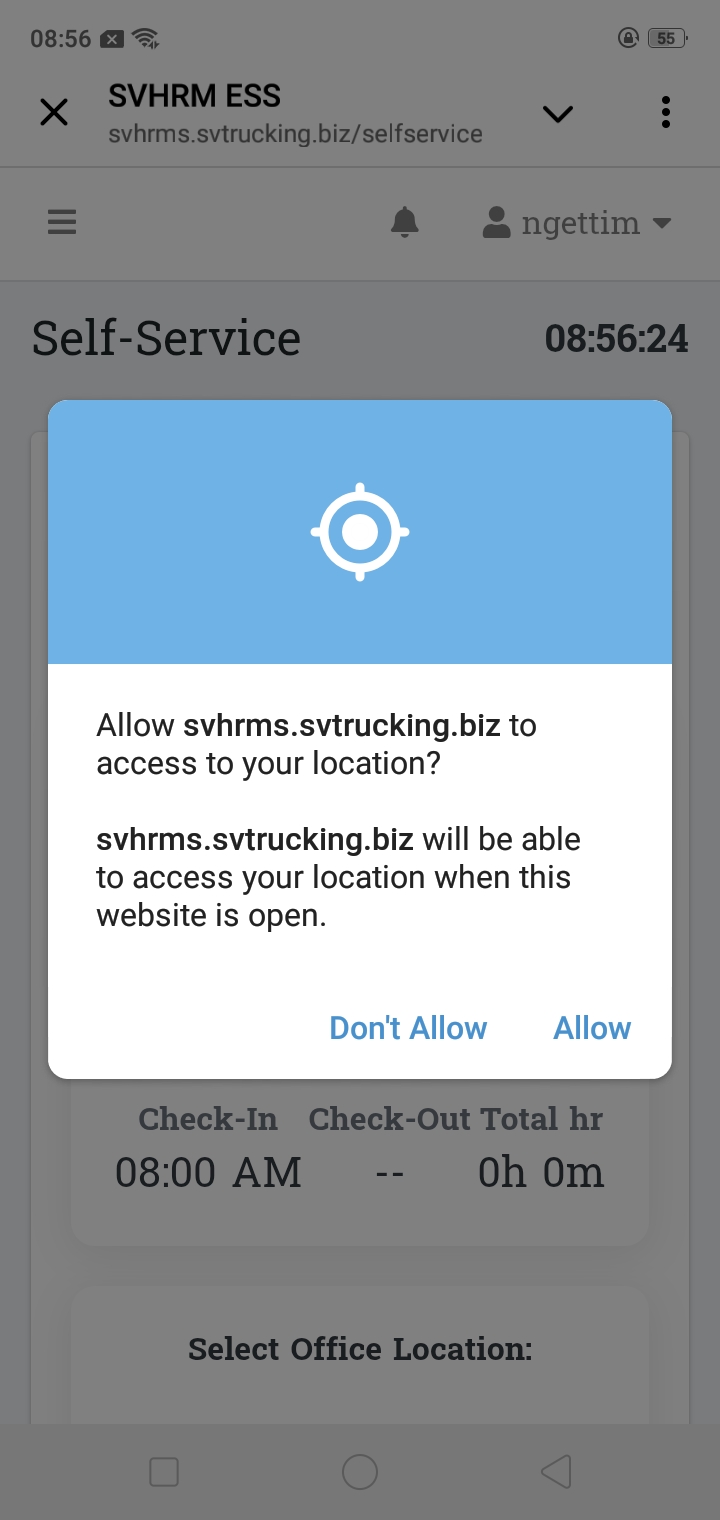 08:56
55
SVHRM ESS
svhrms.svtrucking.biz/selfservice
ngettim
Self-Service 08:56:24
Allow svhrms.svtrucking.biz to
access to your location?
svhrms.svtrucking.biz will be able
to access your location when this
website is open.
Don't Allow Allow
Check-In Check-Out Total hr
08:00 AM -- 0h 0m
Select Office Location: